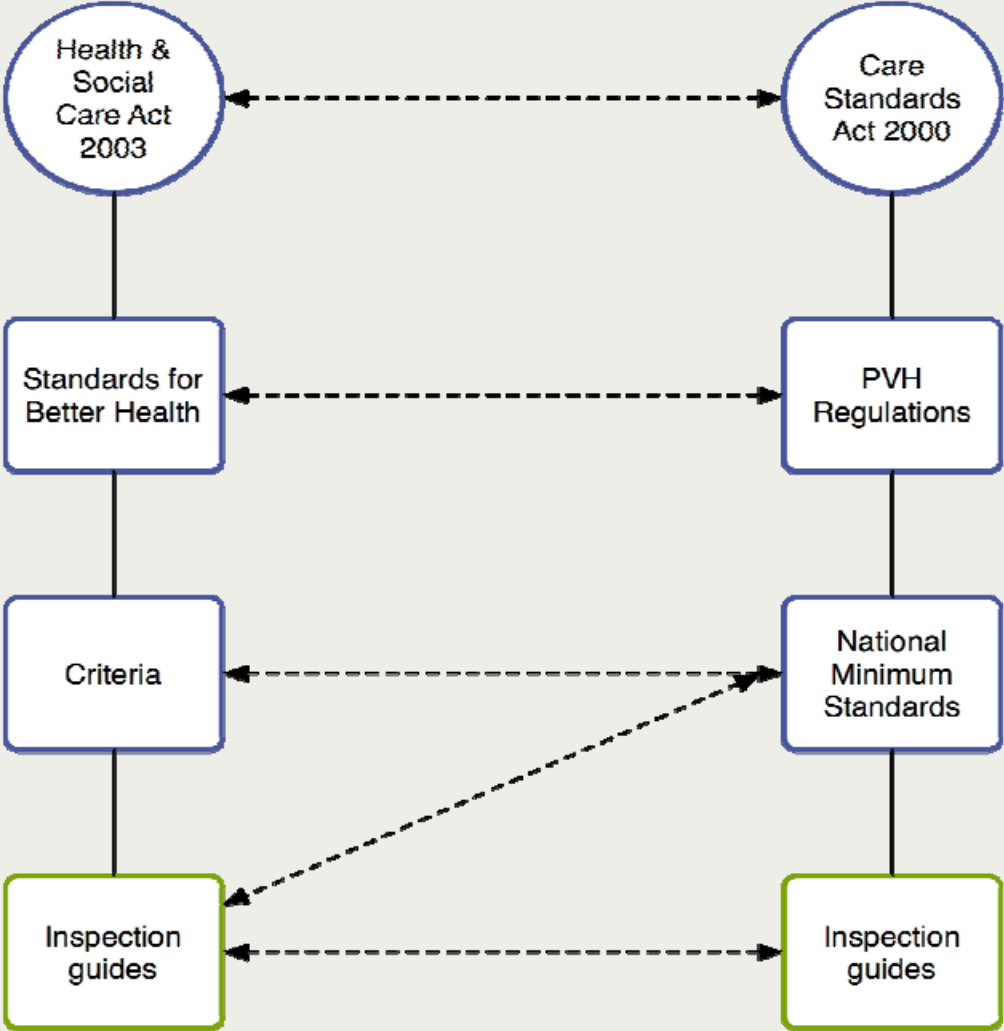 Health &
Social
Care Act
2003
Care
Standards
Act 2000
Standards for
Better Health
PVH
Regulations
Criteria
National
Minimum
Standards
Inspection
guides
Inspection
guides